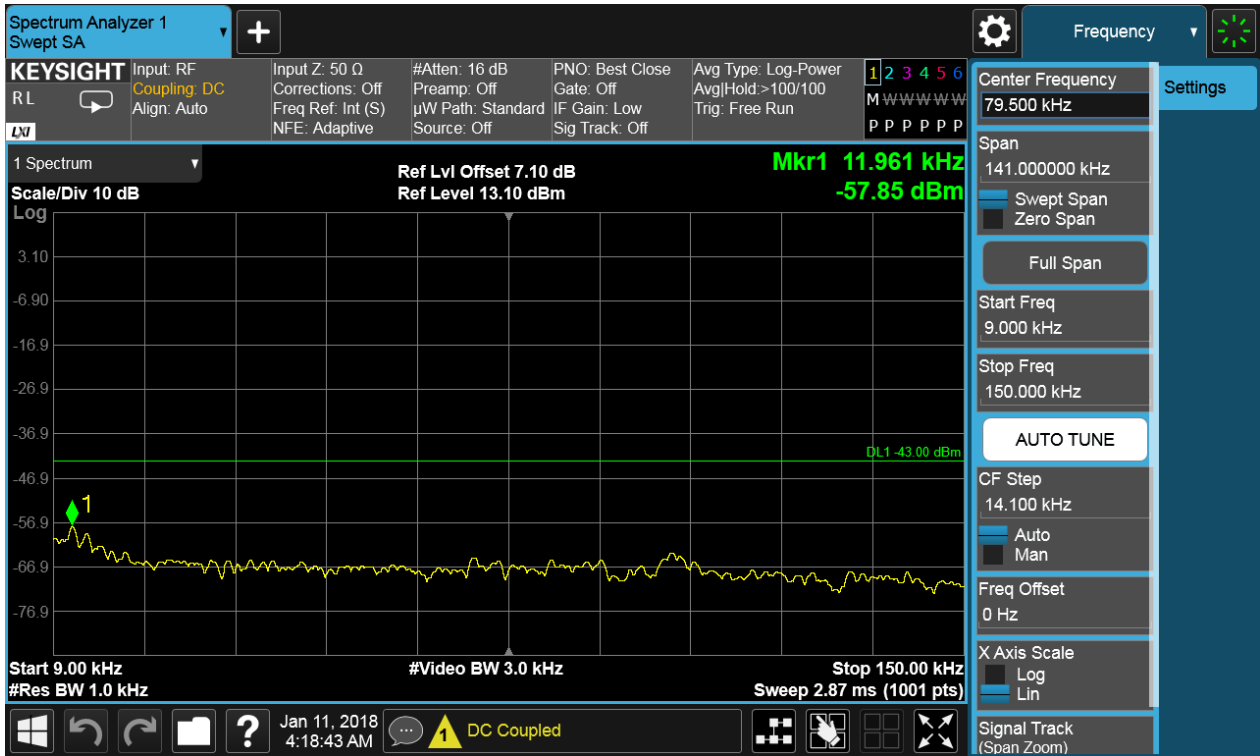 Spectrum Analyzer 1
Swept SA
Frequency
KEYSIGHT
RL
LXI
Input: RF
Coupling: DC
Align: Auto
Input Z: 50 Ω
Corrections: Off
Freq Ref: Int (S)
NFE: Adaptive
#Atten: 16 dB
Preamp: Off
µW Path: Standard
Source: Off
PNO: Best Close
Gate: Off
IF Gain: Low
Sig Track: Off
Avg Type: Log-Power
Avg|Hold:>100/100
Trig: Free Run
1 2 3 4 5 6
M W W W W W
P P P P P P
1 Spectrum
Scale/Div 10 dB
Log
Ref Lvl Offset 7.10 dB
Ref Level 13.10 dBm
Mkr1 11.961 kHz
-57.85 dBm
3.10
-6.90
-16.9
-26.9
-36.9
-46.9
-56.9
-66.9
-76.9
DL1 -43.00 dBm
1
Start 9.00 kHz
#Res BW 1.0 kHz
#Video BW 3.0 kHz
Stop 150.00 kHz
Sweep 2.87 ms (1001 pts)
Center Frequency
79.500 kHz
Span
141.000000 kHz
Swept Span
Zero Span
Full Span
Start Freq
9.000 kHz
Stop Freq
150.000 kHz
AUTO TUNE
CF Step
14.100 kHz
Auto
Man
Freq Offset
0 Hz
X Axis Scale
Log
Lin
Signal Track
(Span Zoom)
Settings
?
Jan 11, 2018
4:18:43 AM
1
DC Coupled